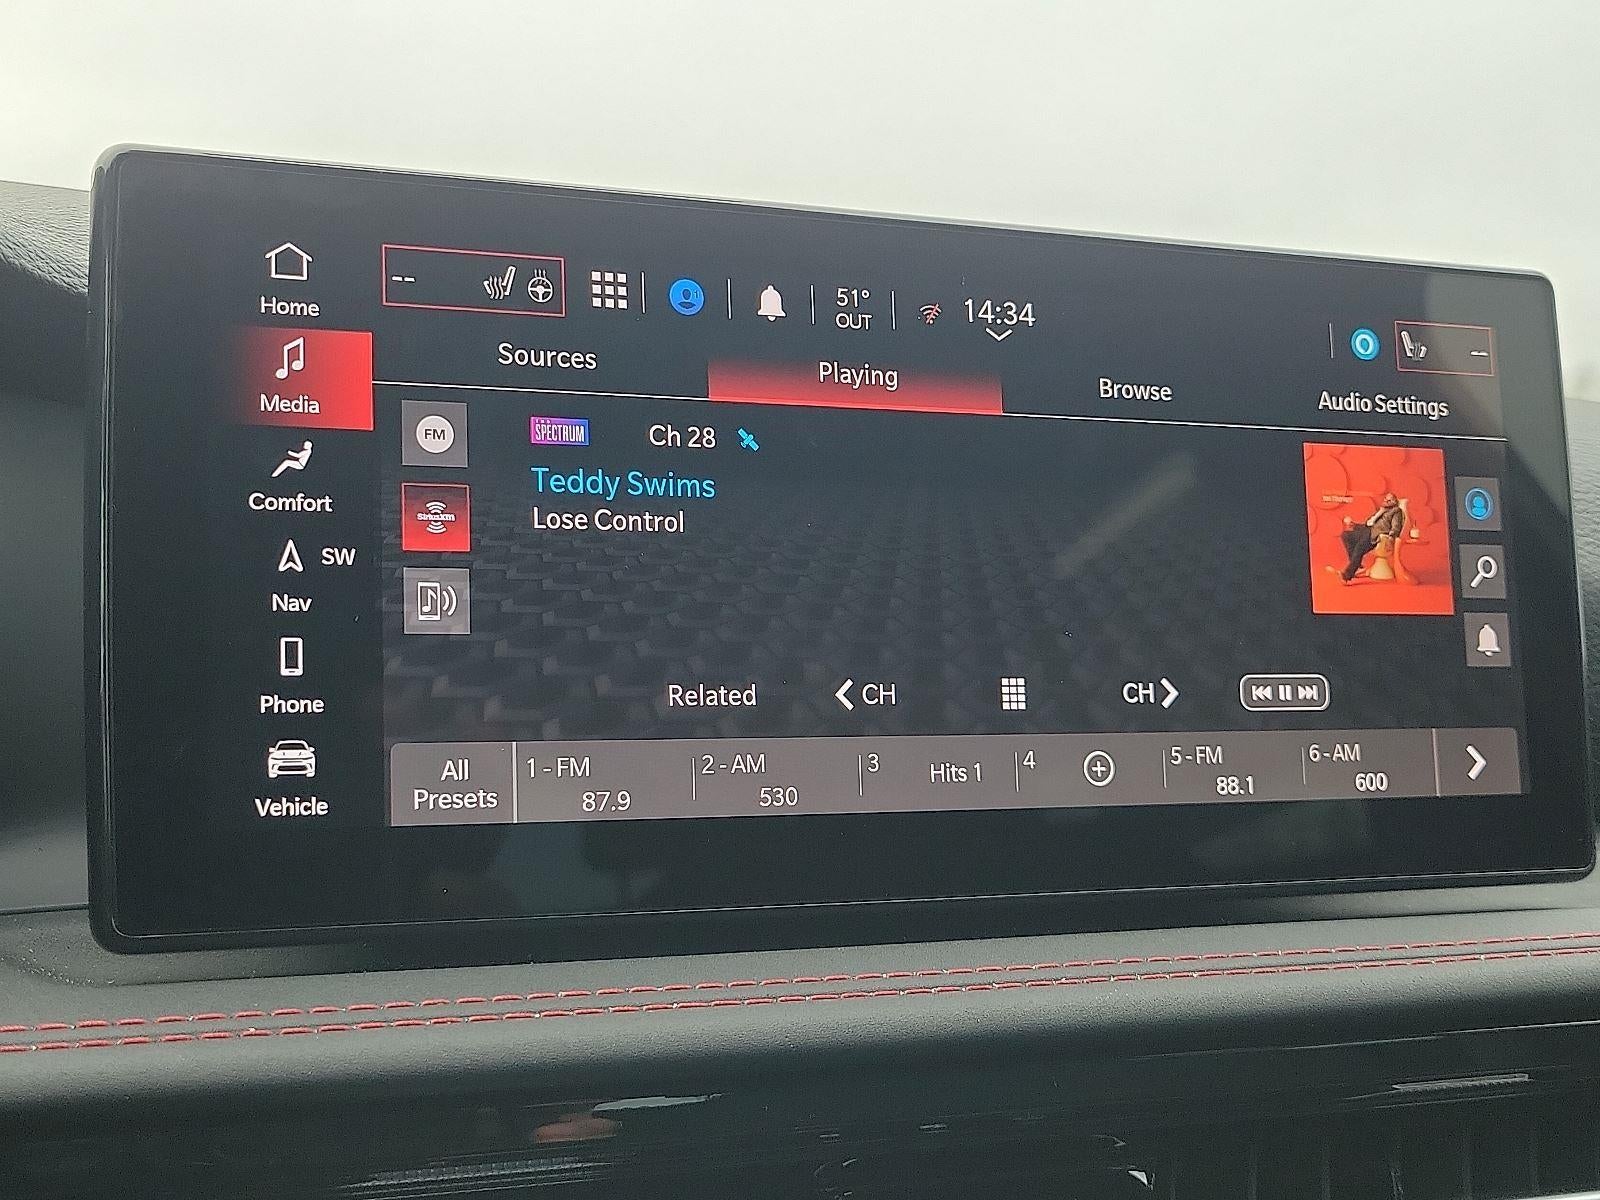 Home
Media
Comfort
SW
Nav
Phone
Vehicle
--
51°
OUT
14:34
--
Sources
Playing
Browse
Audio Settings
FM
SiriusXM
SPECTRUM
Ch 28
Teddy Swims
Lose Control
Related
CH
CH
All
Presets
1-FM
87.9
2-AM
530
3
Hits 1
4
5-FM
88.1
6-AM
600